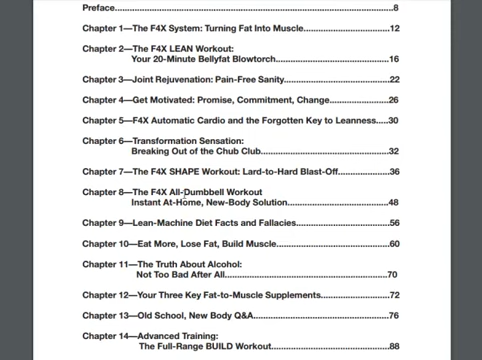 Preface................................................................................................8
Chapter 1—The F4X System: Turning Fat Into Muscle...........................12
Chapter 2—The F4X LEAN Workout:
Your 20-Minute Bellyfat Blowtorch....................................16
Chapter 3—Joint Rejuvenation: Pain-Free Sanity.................................22
Chapter 4—Get Motivated: Promise, Commitment, Change...................26
Chapter 5—F4X Automatic Cardio and the Forgotten Key to Leanness.....30
Chapter 6—Transformation Sensation:
Breaking Out of the Chub Club........................................32
Chapter 7—The F4X SHAPE Workout: Lard-to-Hard Blast-Off................36
Chapter 8—The F4X All-Dumbbell Workout
Instant At-Home, New-Body Solution................................48
Chapter 9—Lean-Machine Diet Facts and Fallacies..............................56
Chapter 10—Eat More, Lose Fat, Build Muscle....................................60
Chapter 11—The Truth About Alcohol:
Not Too Bad After All....................................................70
Chapter 12—Your Three Key Fat-to-Muscle Supplements......................72
Chapter 13—Old School, New Body Q&A...........................................76
Chapter 14—Advanced Training:
The Full-Range BUILD Workout.....................................88